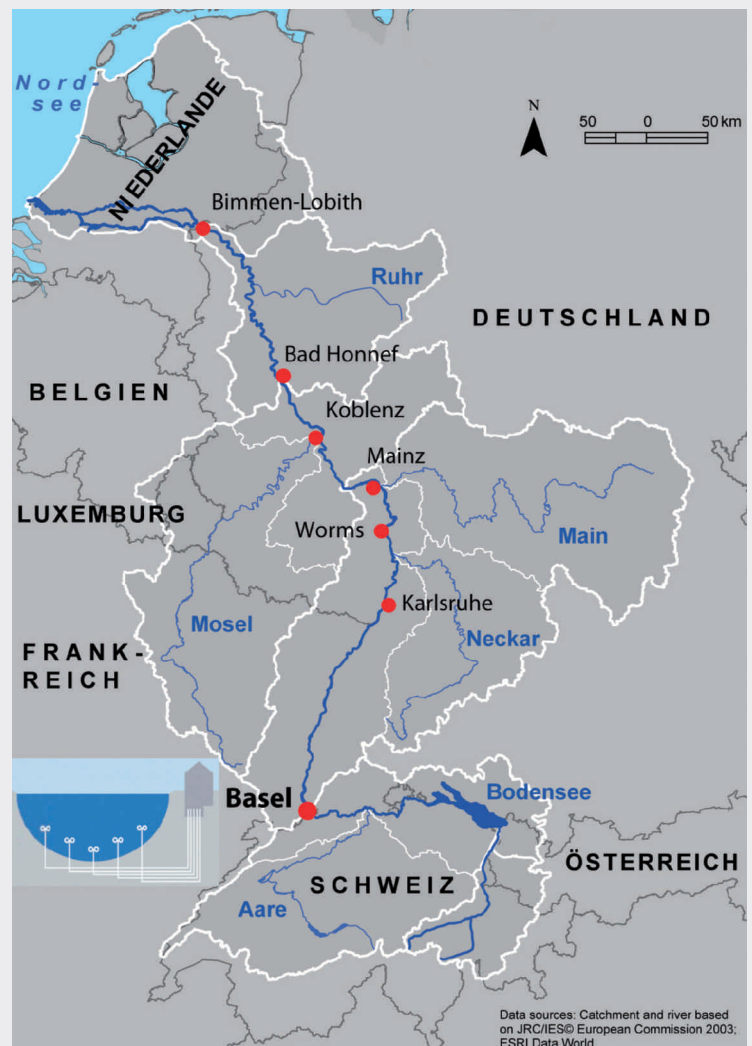 Nord-
see
NIEDERLANDE
N
50 0 50 km
Bimmen-Lobith
Ruhr
DEUTSCHLAND
Bad Honnef
BELGIEN
Koblenz
Mainz
LUXEMBURG
Worms
Main
Karlsruhe
Mosel
Neckar
FRANK-
REICH
Basel
Bodensee
ÖSTERREICH
SCHWEIZ
Aare
Data sources: Catchment and river based
on JRC/IES© European Commission 2003;
ESRI Data World